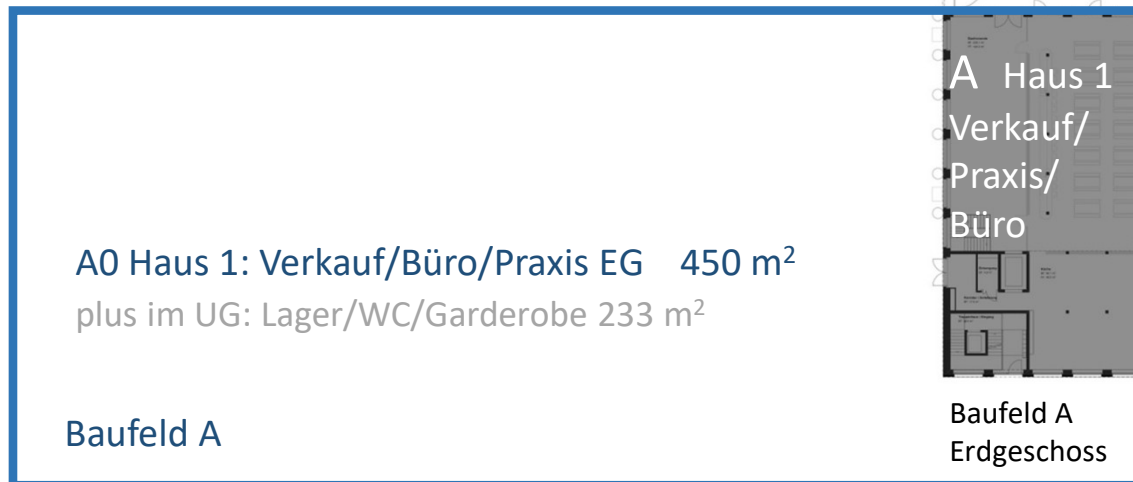 A Haus 1
Verkauf/
Praxis/
Büro
A0 Haus 1: Verkauf/Büro/Praxis EG 450 m²
plus im UG: Lager/WC/Garderobe 233 m²
Baufeld A
Baufeld A
Erdgeschoss